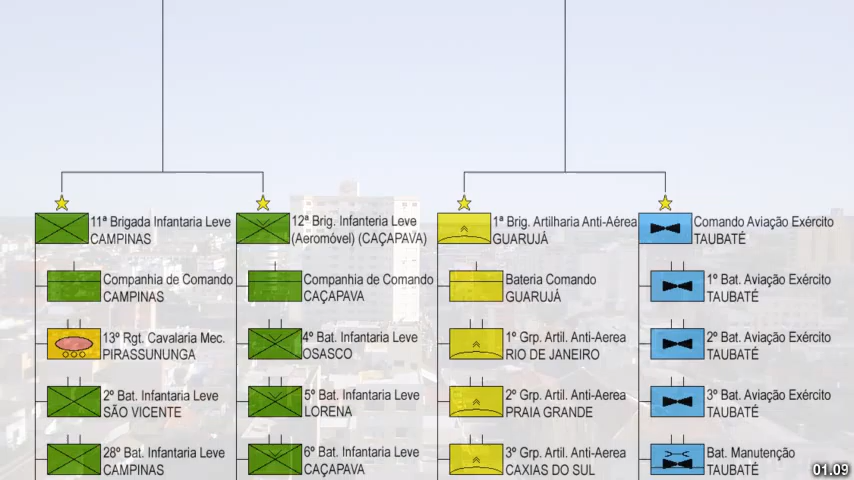 11ª Brigada Infantaria Leve
CAMPINAS
Companhia de Comando
CAMPINAS
13º Rgt. Cavalaria Mec.
PIRASSUNUNGA
2º Bat. Infantaria Leve
SÃO VICENTE
28º Bat. Infantaria Leve
CAMPINAS
12ª Brig. Infanteria Leve
(Aeromóvel) (CAÇAPAVA)
Companhia de Comando
CAÇAPAVA
4º Bat. Infantaria Leve
OSASCO
5º Bat. Infantaria Leve
LORENA
6º Bat. Infantaria Leve
CAÇAPAVA
1ª Brig. Artilharia Anti-Aérea
GUARUJÁ
Bateria Comando
GUARUJÁ
1º Grp. Artil. Anti-Aerea
RIO DE JANEIRO
2º Grp. Artil. Anti-Aerea
PRAIA GRANDE
3º Grp. Artil. Anti-Aerea
CAXIAS DO SUL
Comando Aviação Exército
TAUBATÉ
1º Bat. Aviação Exército
TAUBATÉ
2º Bat. Aviação Exército
TAUBATÉ
3º Bat. Aviação Exército
TAUBATÉ
Bat. Manutenção
TAUBATÉ
01.09